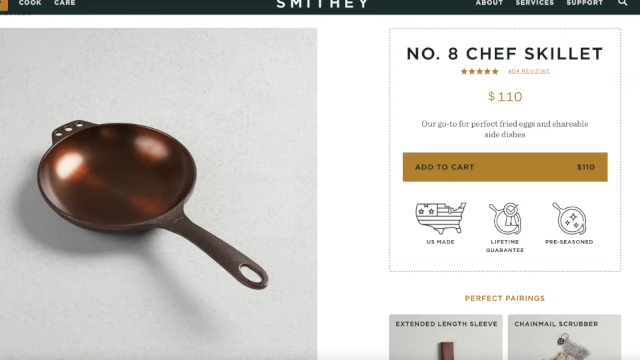 COOK
CARE
SMITHEY
ABOUT
SERVICES
SUPPORT
NO. 8 CHEF SKILLET
404 REVIEWS
$110
Our go-to for perfect fried eggs and shareable
side dishes
ADD TO CART $110
US MADE
LIFETIME
GUARANTEE
PRE-SEASONED
PERFECT PAIRINGS
EXTENDED LENGTH SLEEVE
CHAINMAIL SCRUBBER